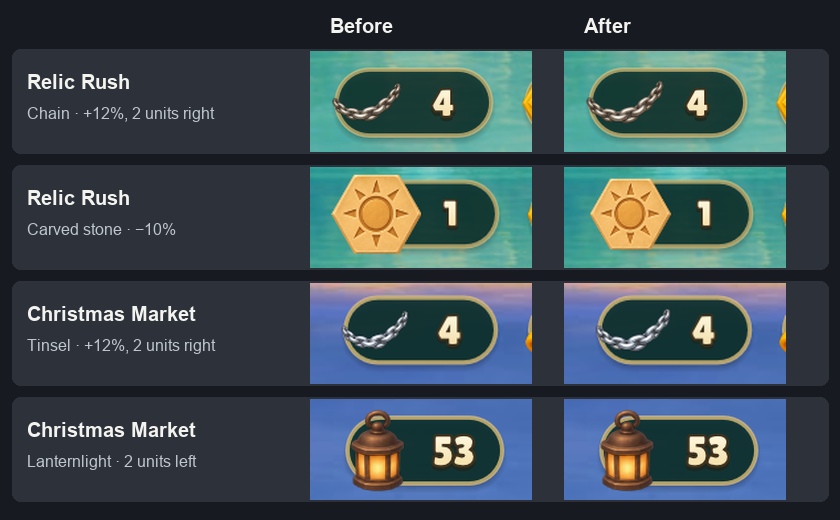 Before After
Relic Rush
Chain · +12%, 2 units right
4 4
Relic Rush
Carved stone · −10%
1 1
Christmas Market
Tinsel · +12%, 2 units right
4 4
Christmas Market
Lanternlight · 2 units left
53 53